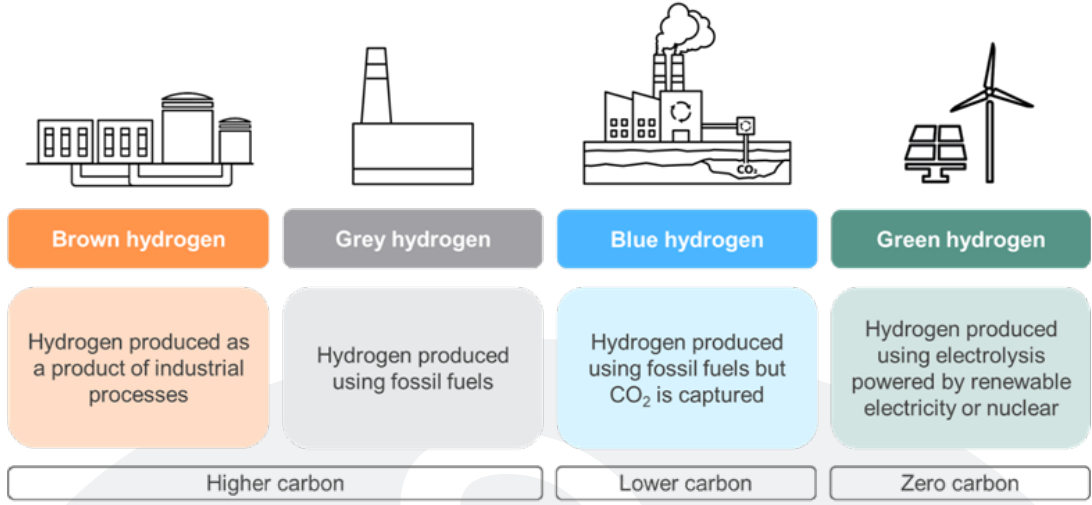 CO₂
Brown hydrogen
Grey hydrogen
Blue hydrogen
Green hydrogen
Hydrogen produced as
a product of industrial
processes
Hydrogen produced
using fossil fuels
Hydrogen produced
using fossil fuels but
CO₂ is captured
Hydrogen produced
using electrolysis
powered by renewable
electricity or nuclear
Higher carbon
Lower carbon
Zero carbon